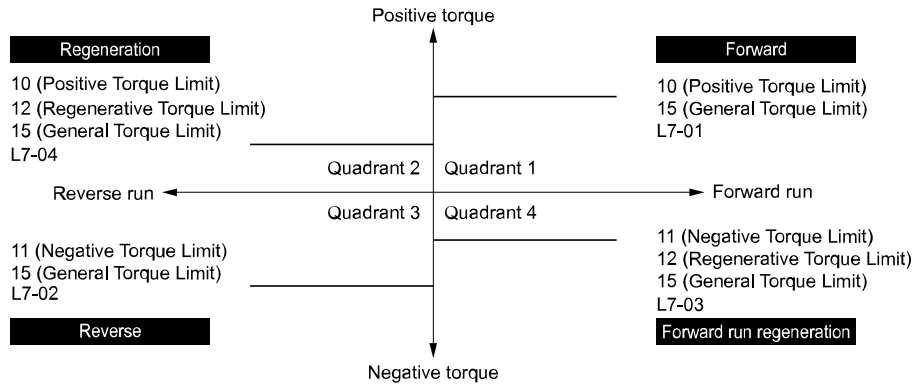 Positive torque
Regeneration
10 (Positive Torque Limit)
12 (Regenerative Torque Limit)
15 (General Torque Limit)
L7-04
Forward
10 (Positive Torque Limit)
15 (General Torque Limit)
L7-01
Quadrant 2
Quadrant 1
Reverse run
Forward run
Quadrant 3
Quadrant 4
11 (Negative Torque Limit)
15 (General Torque Limit)
L7-02
Reverse
11 (Negative Torque Limit)
12 (Regenerative Torque Limit)
15 (General Torque Limit)
L7-03
Forward run regeneration
Negative torque